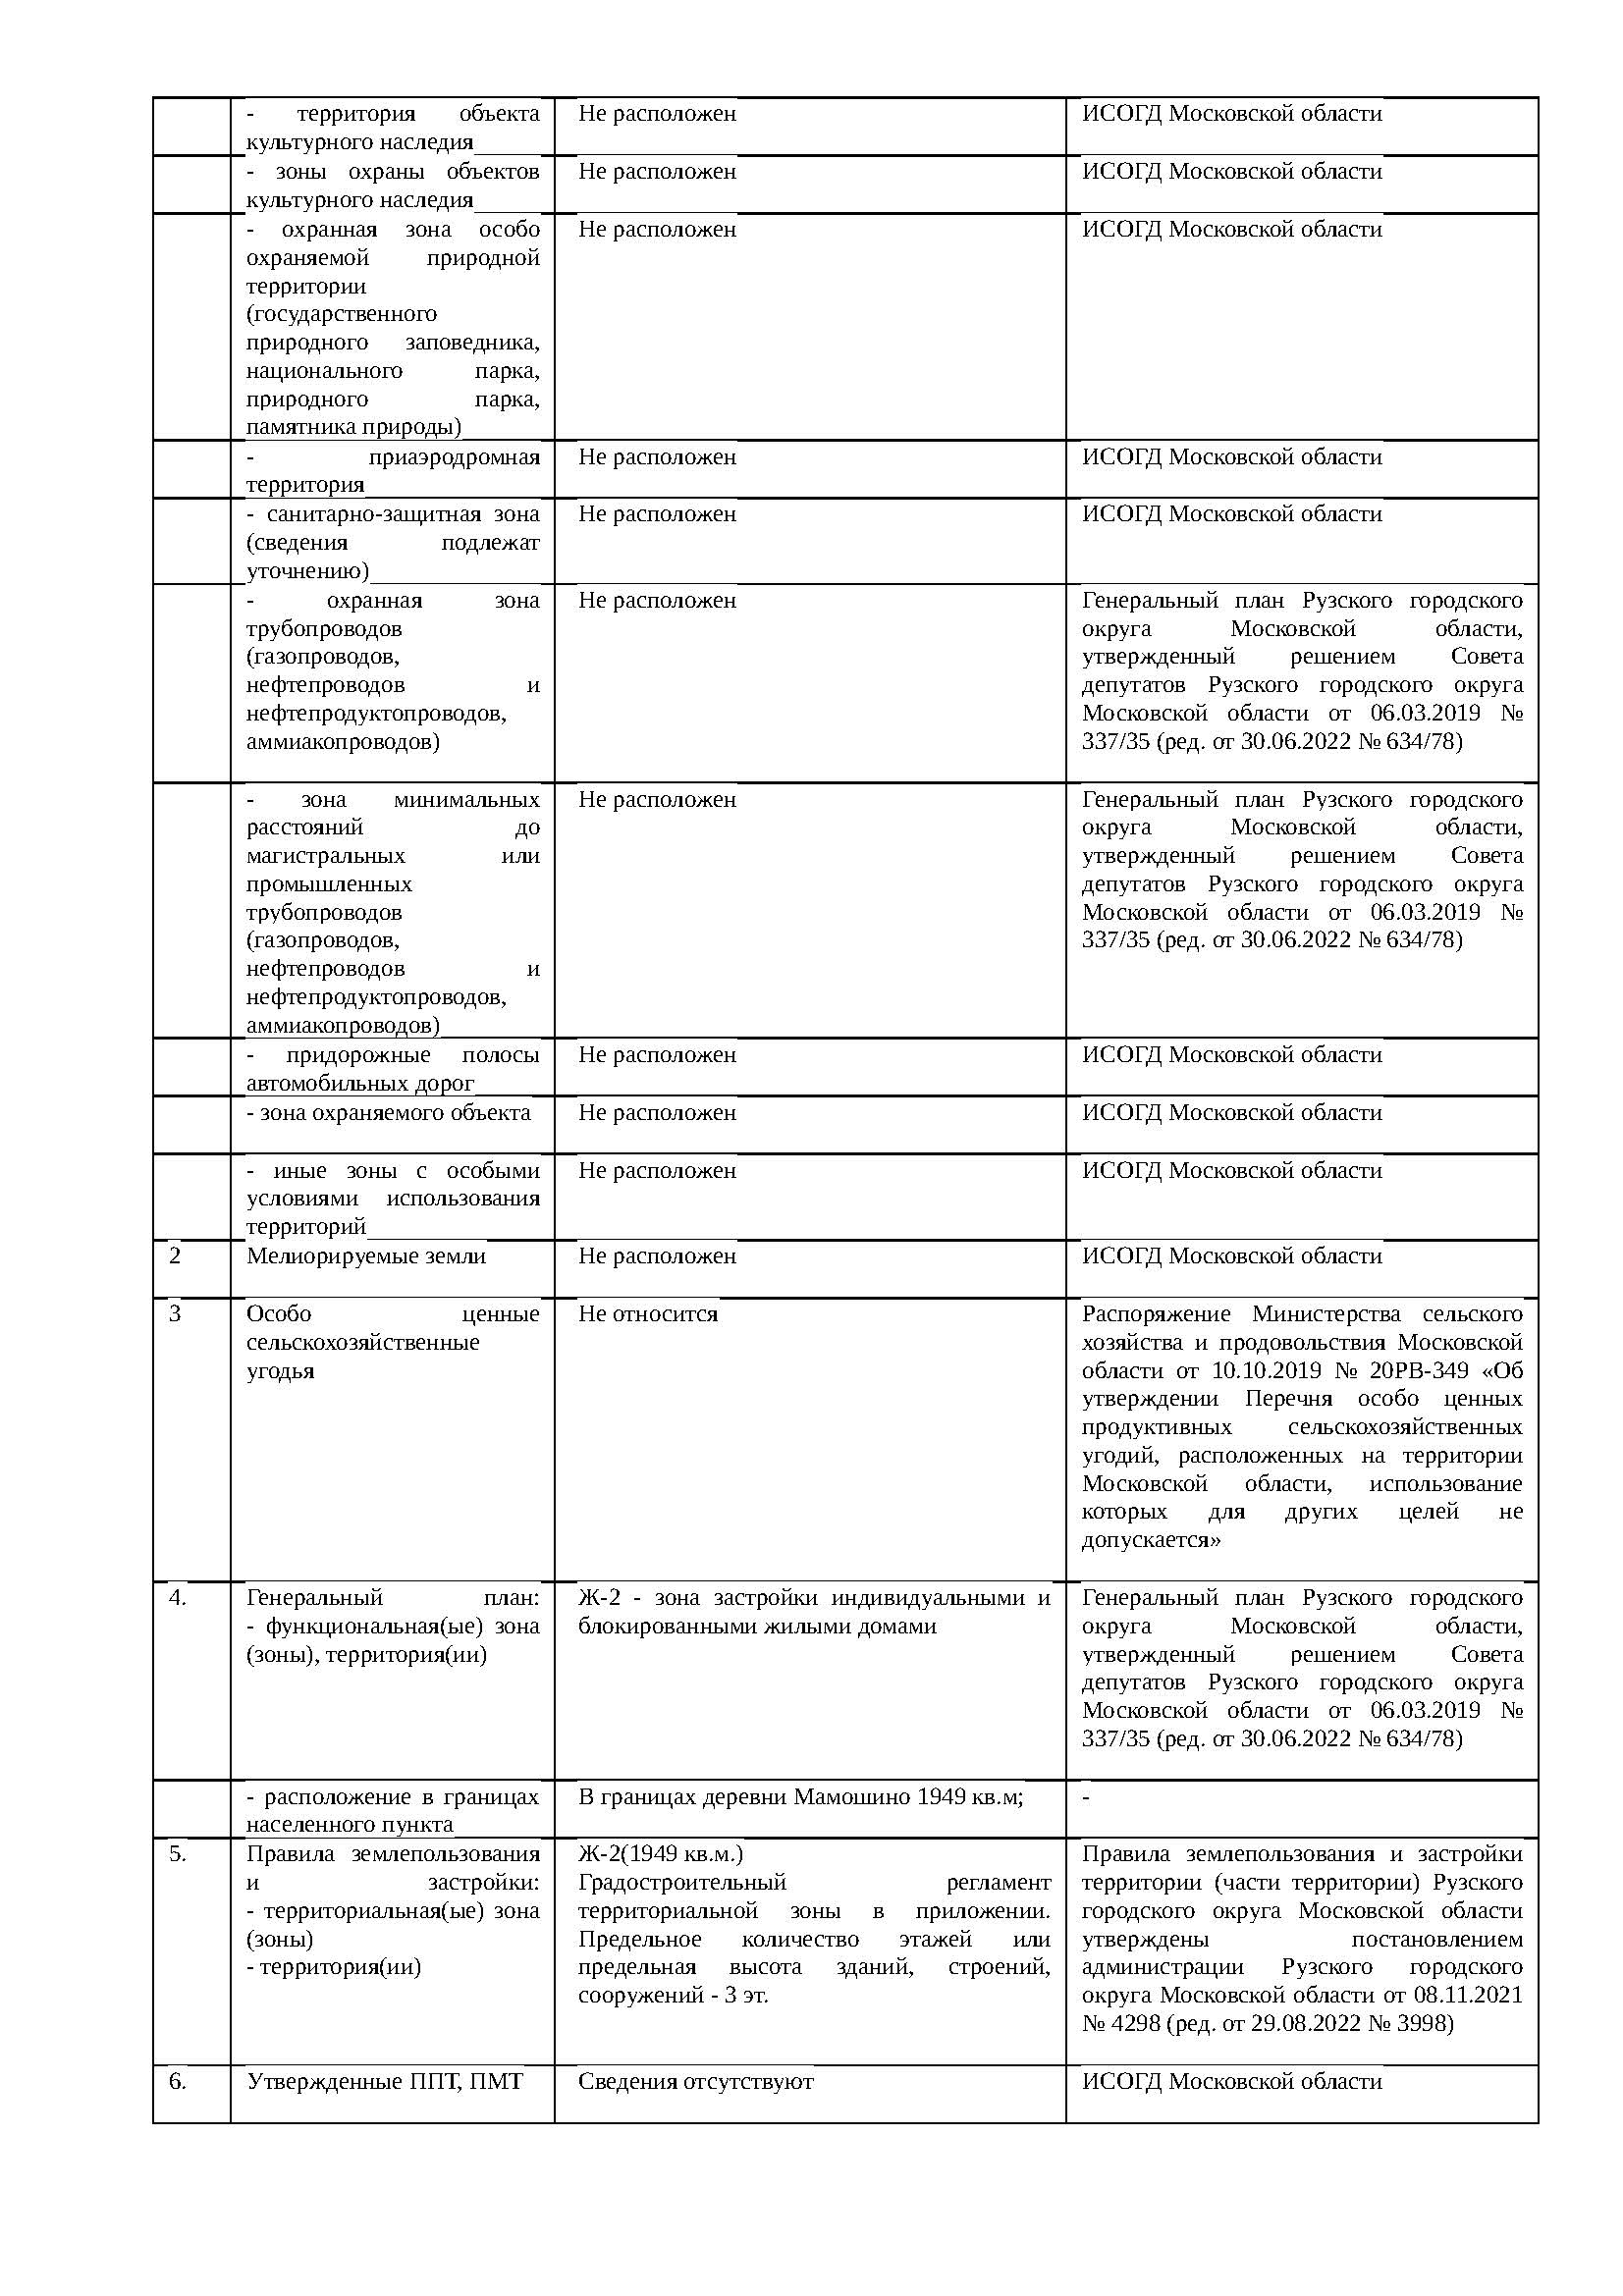 - территория объекта
культурного наследия
Не расположен
ИСОГД Московской области
- зоны охраны объектов
культурного наследия
Не расположен
ИСОГД Московской области
- охранная зона особо
охраняемой природной
территории
(государственного
природного заповедника,
национального парка,
природного парка,
памятника природы)
Не расположен
ИСОГД Московской области
- приаэродромная
территория
Не расположен
ИСОГД Московской области
- санитарно-защитная зона
(сведения подлежат
уточнению)
Не расположен
ИСОГД Московской области
- охранная зона
трубопроводов
(газопроводов,
нефтепроводов и
нефтепродуктопроводов,
аммиакопроводов)
Не расположен
Генеральный план Рузского городского
округа Московской области,
утвержденный решением Совета
депутатов Рузского городского округа
Московской области от 06.03.2019 №
337/35 (ред. от 30.06.2022 № 634/78)
- зона минимальных
расстояний до
магистральных или
промышленных
трубопроводов
(газопроводов,
нефтепроводов и
нефтепродуктопроводов,
аммиакопроводов)
Не расположен
Генеральный план Рузского городского
округа Московской области,
утвержденный решением Совета
депутатов Рузского городского округа
Московской области от 06.03.2019 №
337/35 (ред. от 30.06.2022 № 634/78)
- придорожные полосы
автомобильных дорог
Не расположен
ИСОГД Московской области
- зона охраняемого объекта
Не расположен
ИСОГД Московской области
- иные зоны с особыми
условиями использования
территорий
Не расположен
ИСОГД Московской области
2
Мелиорируемые земли
Не расположен
ИСОГД Московской области
3
Особо ценные
сельскохозяйственные
угодья
Не относится
Распоряжение Министерства сельского
хозяйства и продовольствия Московской
области от 10.10.2019 № 20РВ-349 «Об
утверждении Перечня особо ценных
продуктивных сельскохозяйственных
угодий, расположенных на территории
Московской области, использование
которых для других целей не
допускается»
4.
Генеральный план:
- функциональная(ые) зона
(зоны), территория(ии)
Ж-2 - зона застройки индивидуальными и
блокированными жилыми домами
Генеральный план Рузского городского
округа Московской области,
утвержденный решением Совета
депутатов Рузского городского округа
Московской области от 06.03.2019 №
337/35 (ред. от 30.06.2022 № 634/78)
- расположение в границах
населенного пункта
В границах деревни Мамошино 1949 кв.м;
-
5.
Правила землепользования
и застройки:
- территориальная(ые) зона
(зоны)
- территория(ии)
Ж-2(1949 кв.м.)
Градостроительный регламент
территориальной зоны в приложении.
Предельное количество этажей или
предельная высота зданий, строений,
сооружений - 3 эт.
Правила землепользования и застройки
территории (части территории) Рузского
городского округа Московской области
утверждены постановлением
администрации Рузского городского
округа Московской области от 08.11.2021
№ 4298 (ред. от 29.08.2022 № 3998)
6.
Утвержденные ППТ, ПМТ
Сведения отсутствуют
ИСОГД Московской области